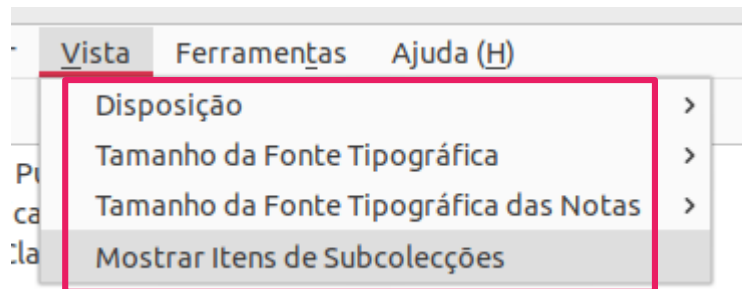 Vista Ferramentas Ajuda (H)
Disposição
Tamanho da Fonte Tipográfica
Tamanho da Fonte Tipográfica das Notas
Mostrar Itens de Subcolecções